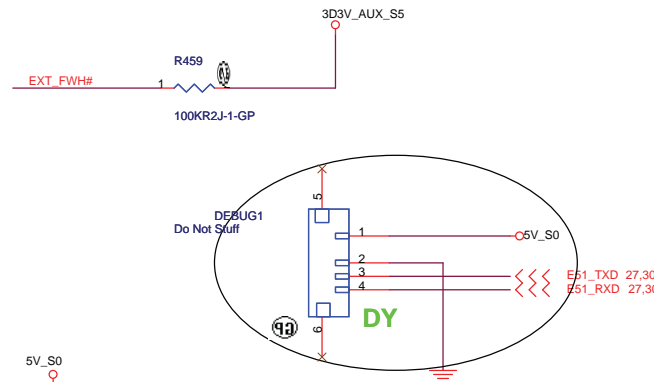 3D3V_AUX_S5
R459
EXT_FWH#
1
2
100KR2J-1-GP
5
DEBUG1
Do Not Stuff
1
5V_S0
2
3
E51_TXD 27,30
4
E51_RXD 27,30
DY
GP
6
5V_S0